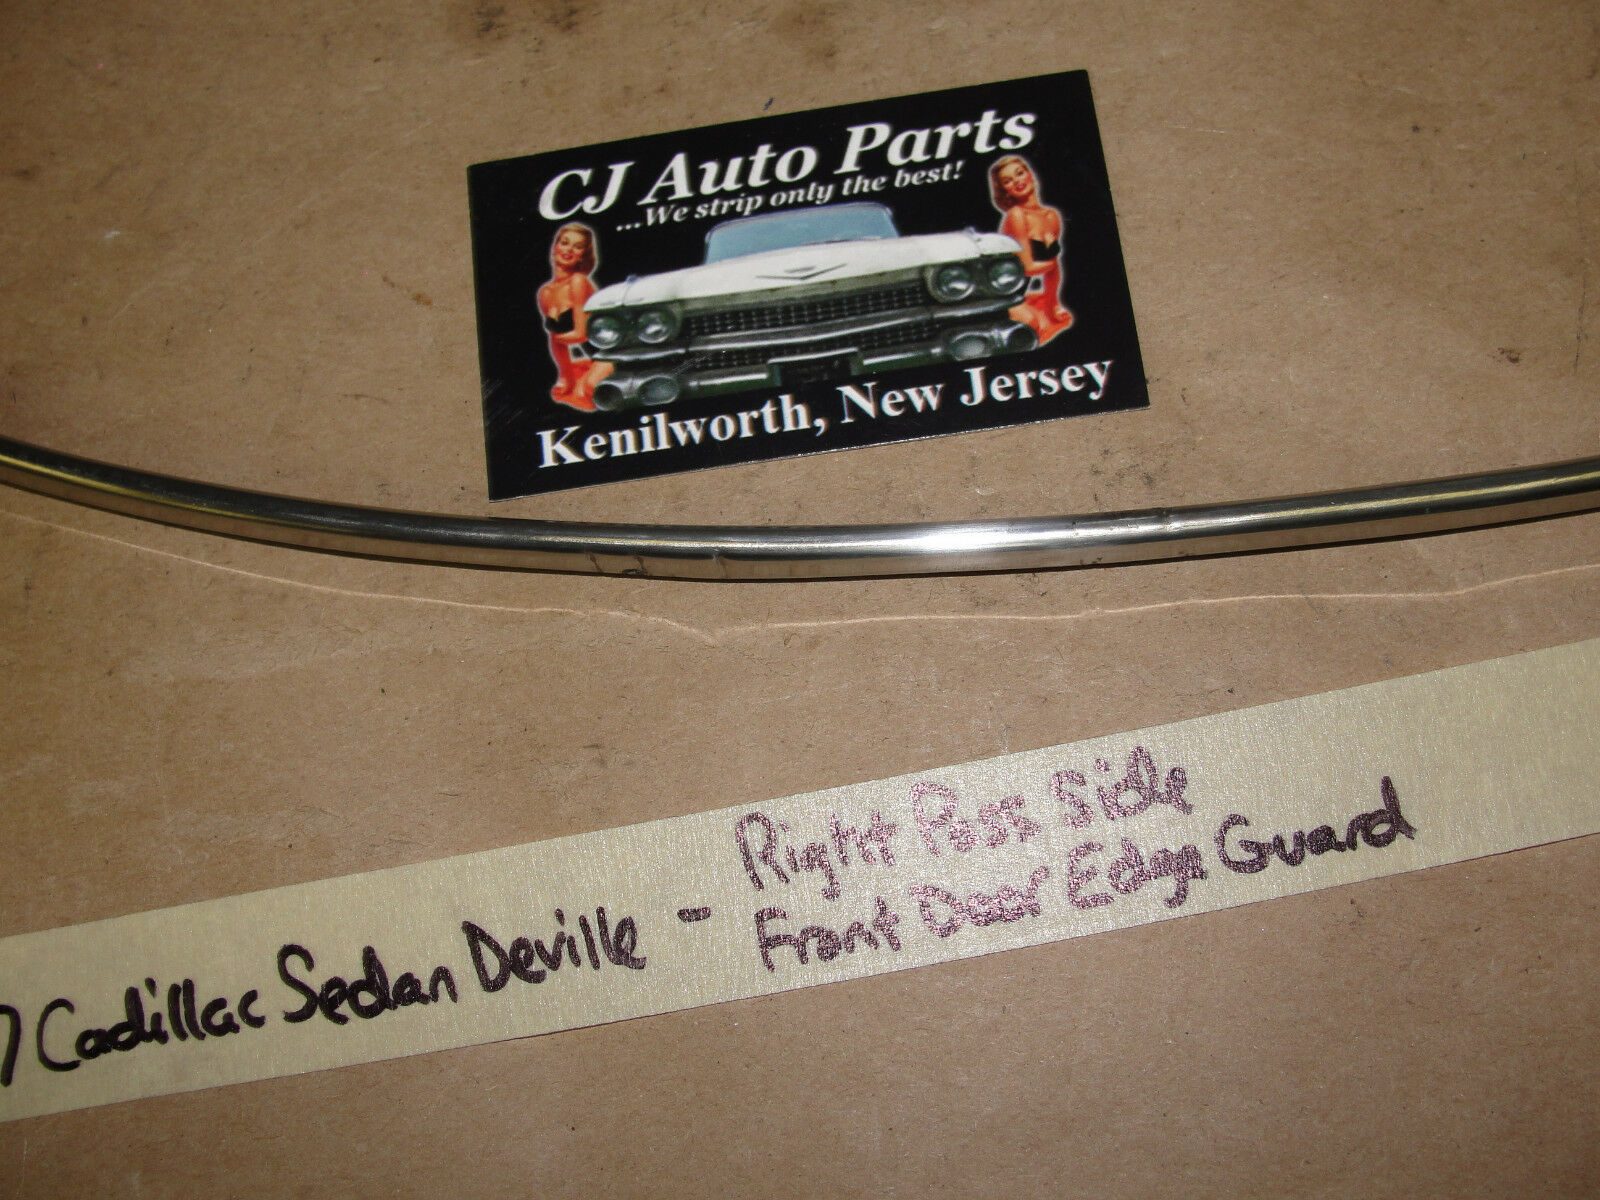 CJ Auto Parts
...We strip only the best!
Kenilworth, New Jersey
7 Cadillac Sedan Deville - Right Pass Side
Front Door Edge Guard